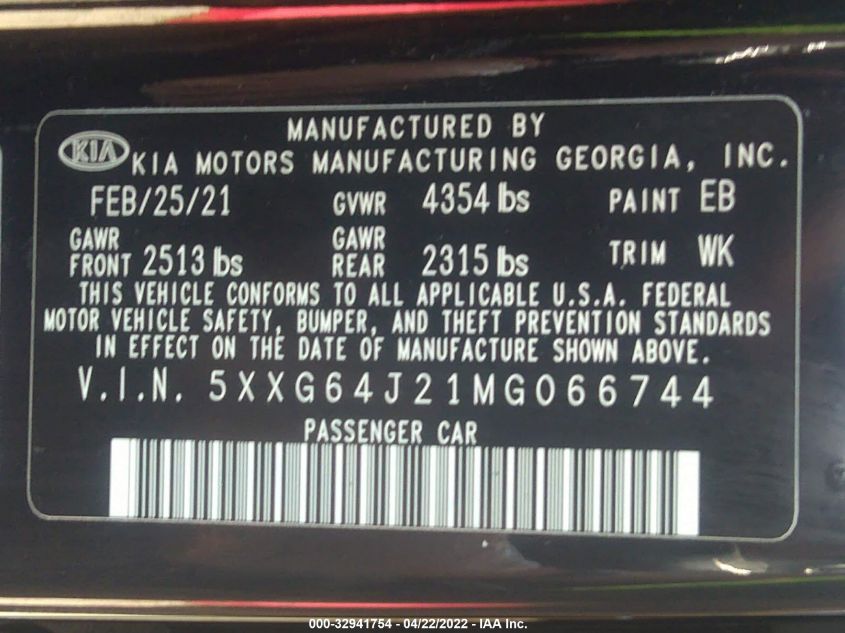 MANUFACTURED BY
KIA KIA MOTORS MANUFACTURING GEORGIA, INC.
FEB/25/21 GVWR 4354 lbs PAINT EB
GAWR FRONT 2513 lbs GAWR REAR 2315 lbs TRIM WK
THIS VEHICLE CONFORMS TO ALL APPLICABLE U.S.A. FEDERAL
MOTOR VEHICLE SAFETY, BUMPER, AND THEFT PREVENTION STANDARDS
IN EFFECT ON THE DATE OF MANUFACTURE SHOWN ABOVE.
V.I.N. 5XXG64J21MG066744
PASSENGER CAR
000-32941754 - 04/22/2022 - IAA Inc.